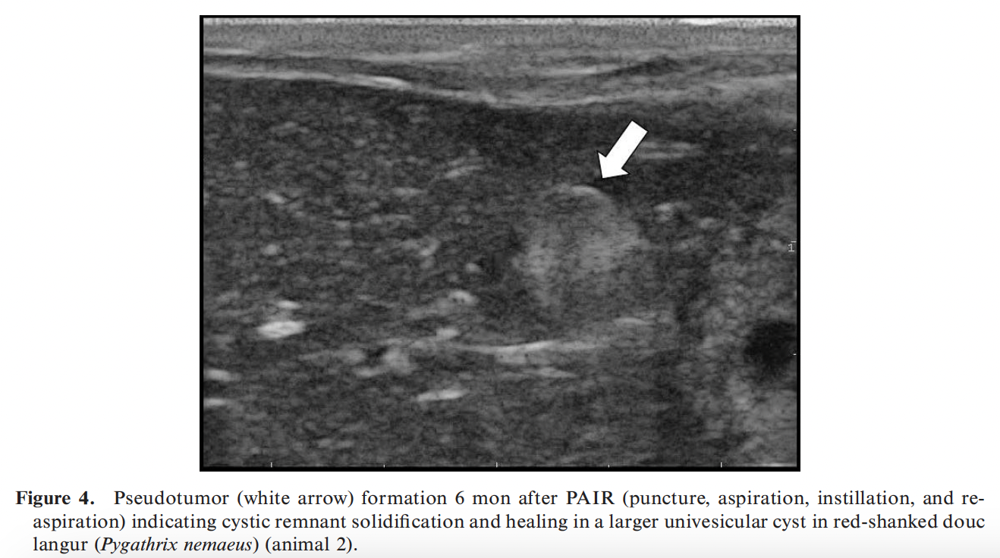 1
Figure 4. Pseudotumor (white arrow) formation 6 mon after PAIR (puncture, aspiration, instillation, and re-
aspiration) indicating cystic remnant solidification and healing in a larger univesicular cyst in red-shanked douc
langur (Pygathrix nemaeus) (animal 2).